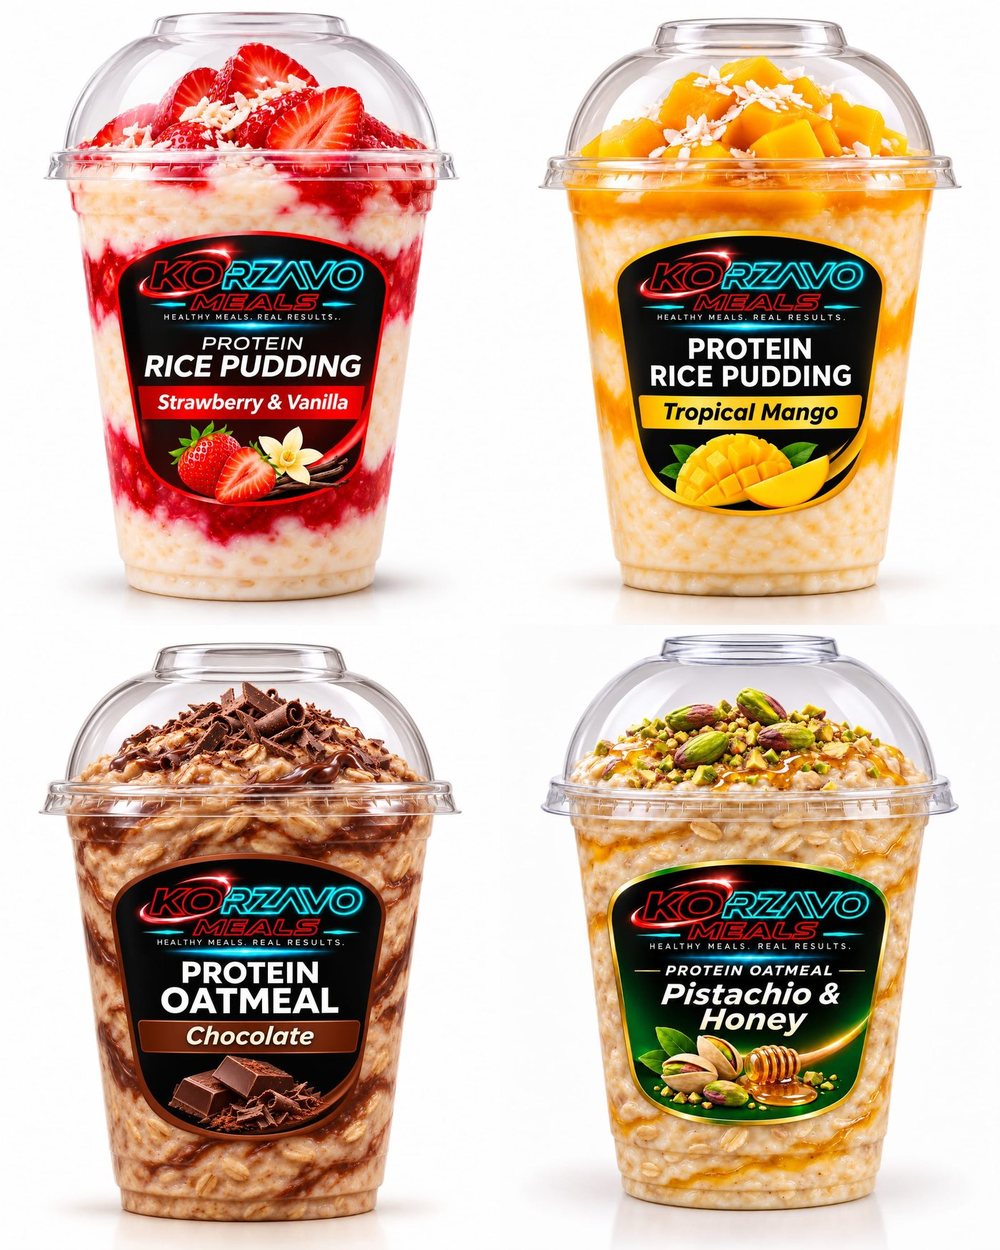 KORZAVO
MEALS
HEALTHY MEALS. REAL RESULTS..
PROTEIN
RICE PUDDING
Strawberry & Vanilla
KORZAVO
MEALS
HEALTHY MEALS. REAL RESULTS.
PROTEIN
RICE PUDDING
Tropical Mango
KORZAVO
MEALS
HEALTHY MEALS. REAL RESULTS.
PROTEIN
OATMEAL
Chocolate
KORZAVO
MEALS
HEALTHY MEALS. REAL RESULTS.
PROTEIN OATMEAL
Pistachio &
Honey